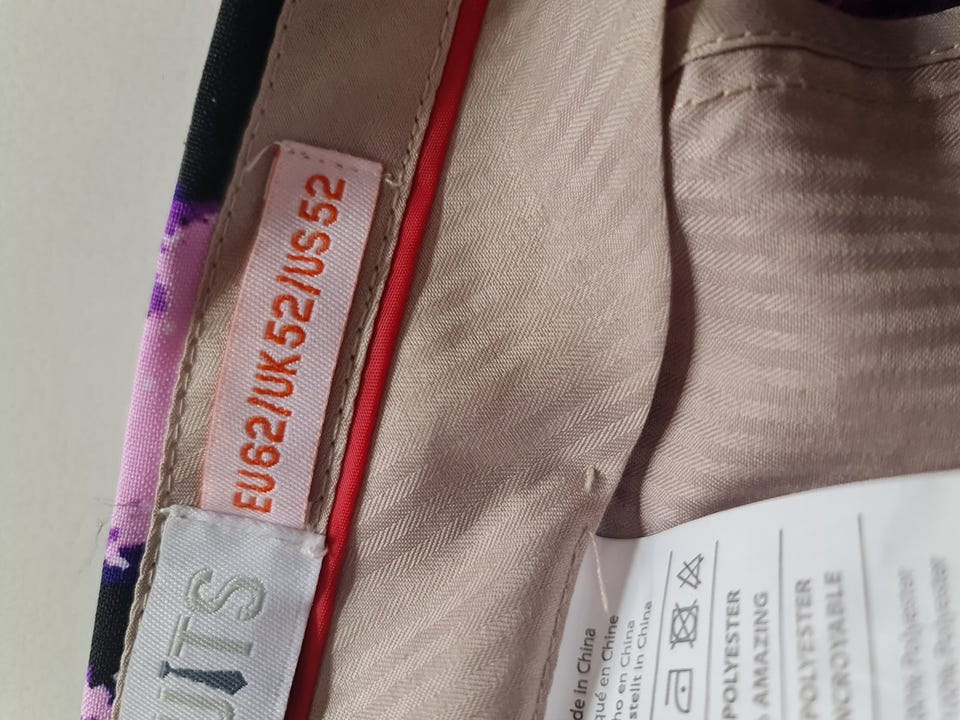 EU62/UK52/US52
UITS
de in China
qué en Chine
ho en China
stellt in China
POLYESTER
AMAZING
POLYESTER
NCROYABLE